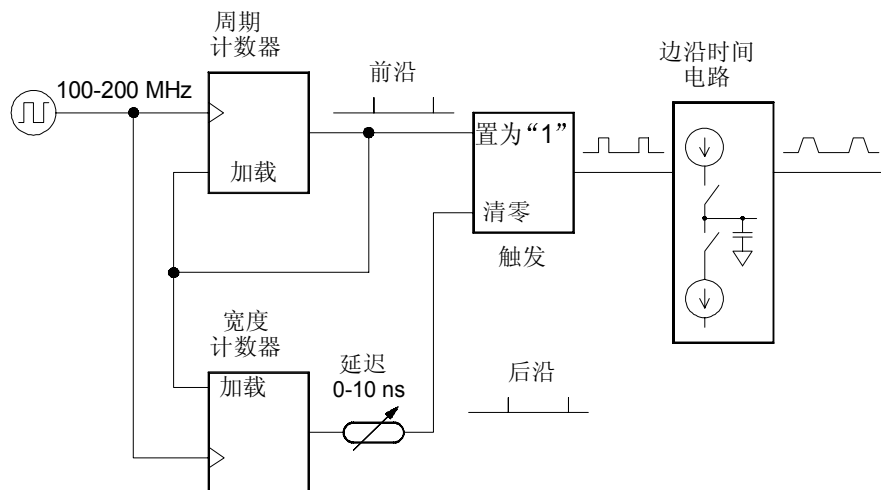 周期
计数器
边沿时间
电路
100-200 MHz
前沿
置为“1”
加载
清零
触发
宽度
计数器
延迟
0-10 ns
后沿
加载